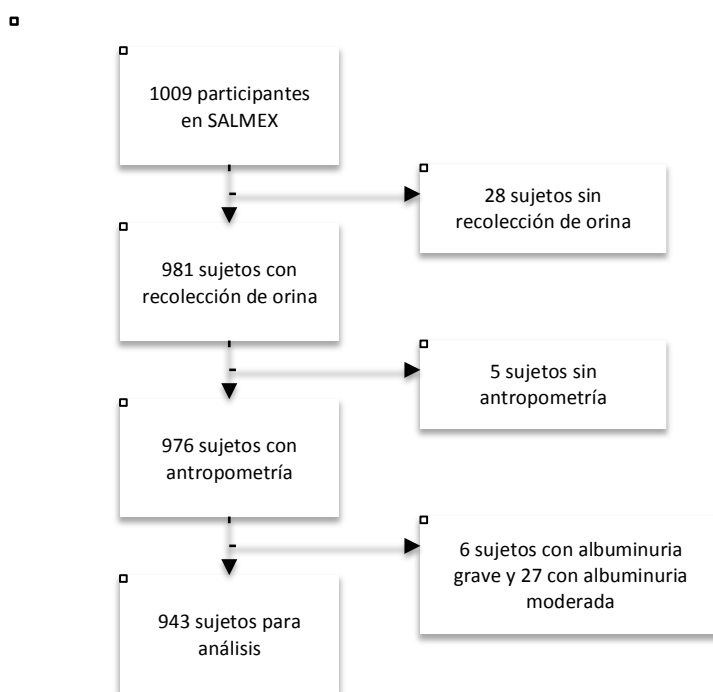 1009 participantes
en SALMEX
28 sujetos sin
recolección de orina
981 sujetos con
recolección de orina
5 sujetos sin
antropometría
976 sujetos con
antropometría
6 sujetos con albuminuria
grave y 27 con albuminuria
moderada
943 sujetos para
análisis